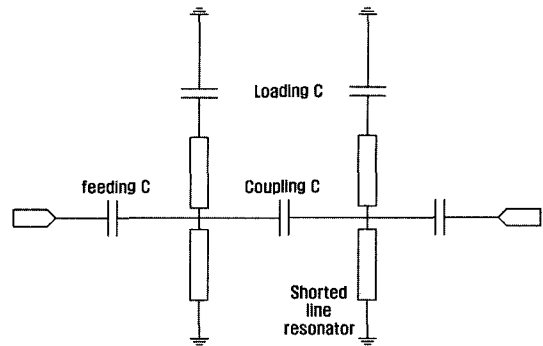 Loading C
feeding C
Coupling C
Shorted
line
resonator